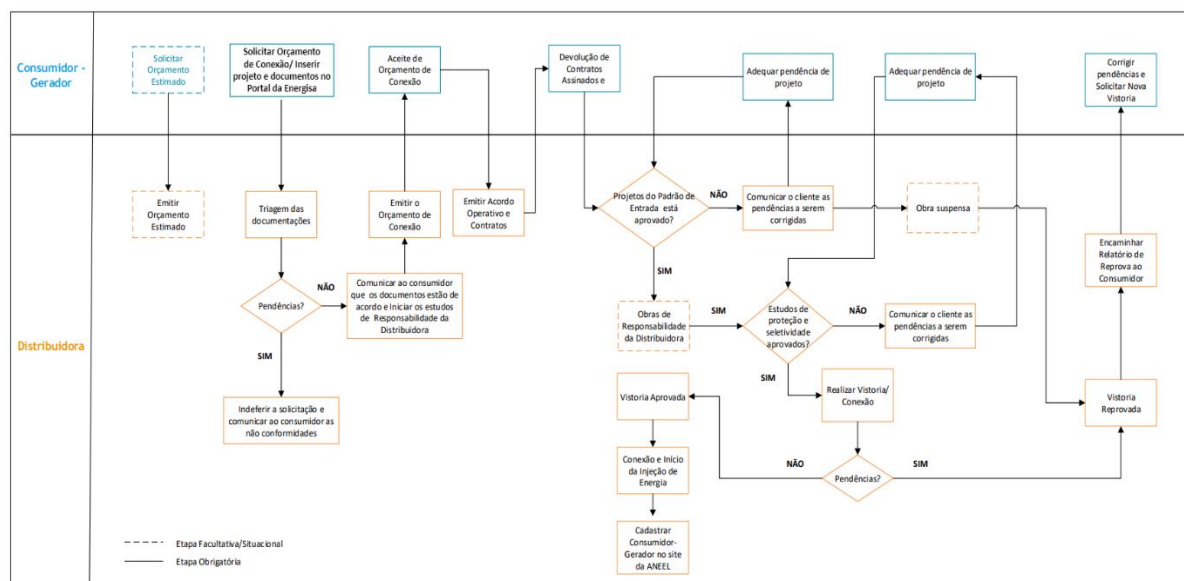 Consumidor -
Gerador
Solicitar
Orçamento
Estimado
Solicitar Orçamento
de Conexão/ Inserir
projeto e documentos no
Portal da Energisa
Aceite de
Orçamento de
Conexão
Devolução de
Contratos
Assinados e
Adequar pendência de
projeto
Adequar pendência de
projeto
Corrigir
pendências e
Solicitar Nova
Vistoria
Distribuidora
Emitir
Orçamento
Estimado
Triagem das
documentações
Emitir o
Orçamento de
Conexão
Emitir Acordo
Operativo e
Contratos
Projetos do Padrão de
Entrada está
aprovado?
NÃO
Comunicar o cliente as
pendências a serem
corrigidas
Obra suspensa
Encaminhar
Relatório de
Reprova ao
Consumidor
Pendências?
NÃO
Comunicar ao consumidor
que os documentos estão de
acordo e Iniciar os estudos
de Responsabilidade da
Distribuidora
SIM
SIM
Obras de
Responsabilidade
da Distribuidora
SIM
Estudos de
proteção e
seletividade
aprovados?
NÃO
Comunicar o cliente as
pendências a serem
corrigidas
SIM
Indeferir a solicitação e
comunicar ao consumidor as
não conformidades
Vistoria Aprovada
Realizar Vistoria/
Conexão
Vistoria
Reprovada
Conexão e Início
da Injeção de
Energia
NÃO
Pendências?
SIM
Cadastrar
Consumidor-
Gerador no site
da ANEEL
Etapa Facultativa/Situacional
Etapa Obrigatória